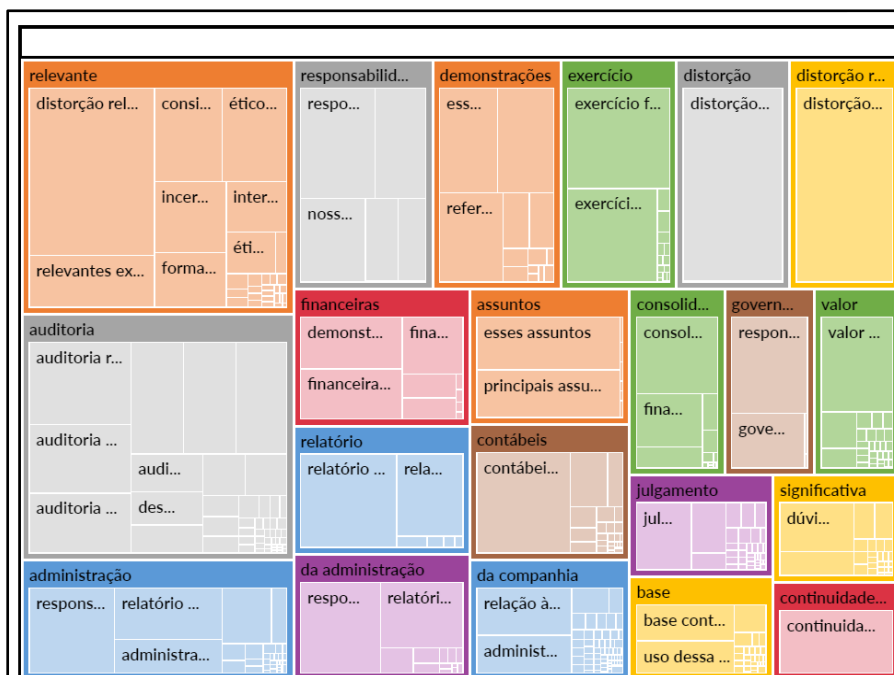 relevante
distorção rel...
consi...
ético...
incer...
inter...
éti...
relevantes ex...
forma...
responsabilid...
respo...
noss...
demonstrações
ess...
refer...
exercício
exercício f...
exercíci...
distorção
distorção...
distorção r...
distorção...
auditoria
auditoria r...
auditoria ...
audi...
auditoria ...
des...
financeiras
demonst...
fina...
financeira...
assuntos
esses assuntos
principais assu...
consolid...
consol...
fina...
govern...
respon...
gove...
valor
valor ...
relatório
relatório ...
rela...
contábeis
contábei...
julgamento
jul...
significativa
dúvi...
administração
respons...
relatório ...
administra...
da administração
respo...
relatóri...
da companhia
relação à...
administ...
base
base cont...
uso dessa ...
continuidade...
continuida...